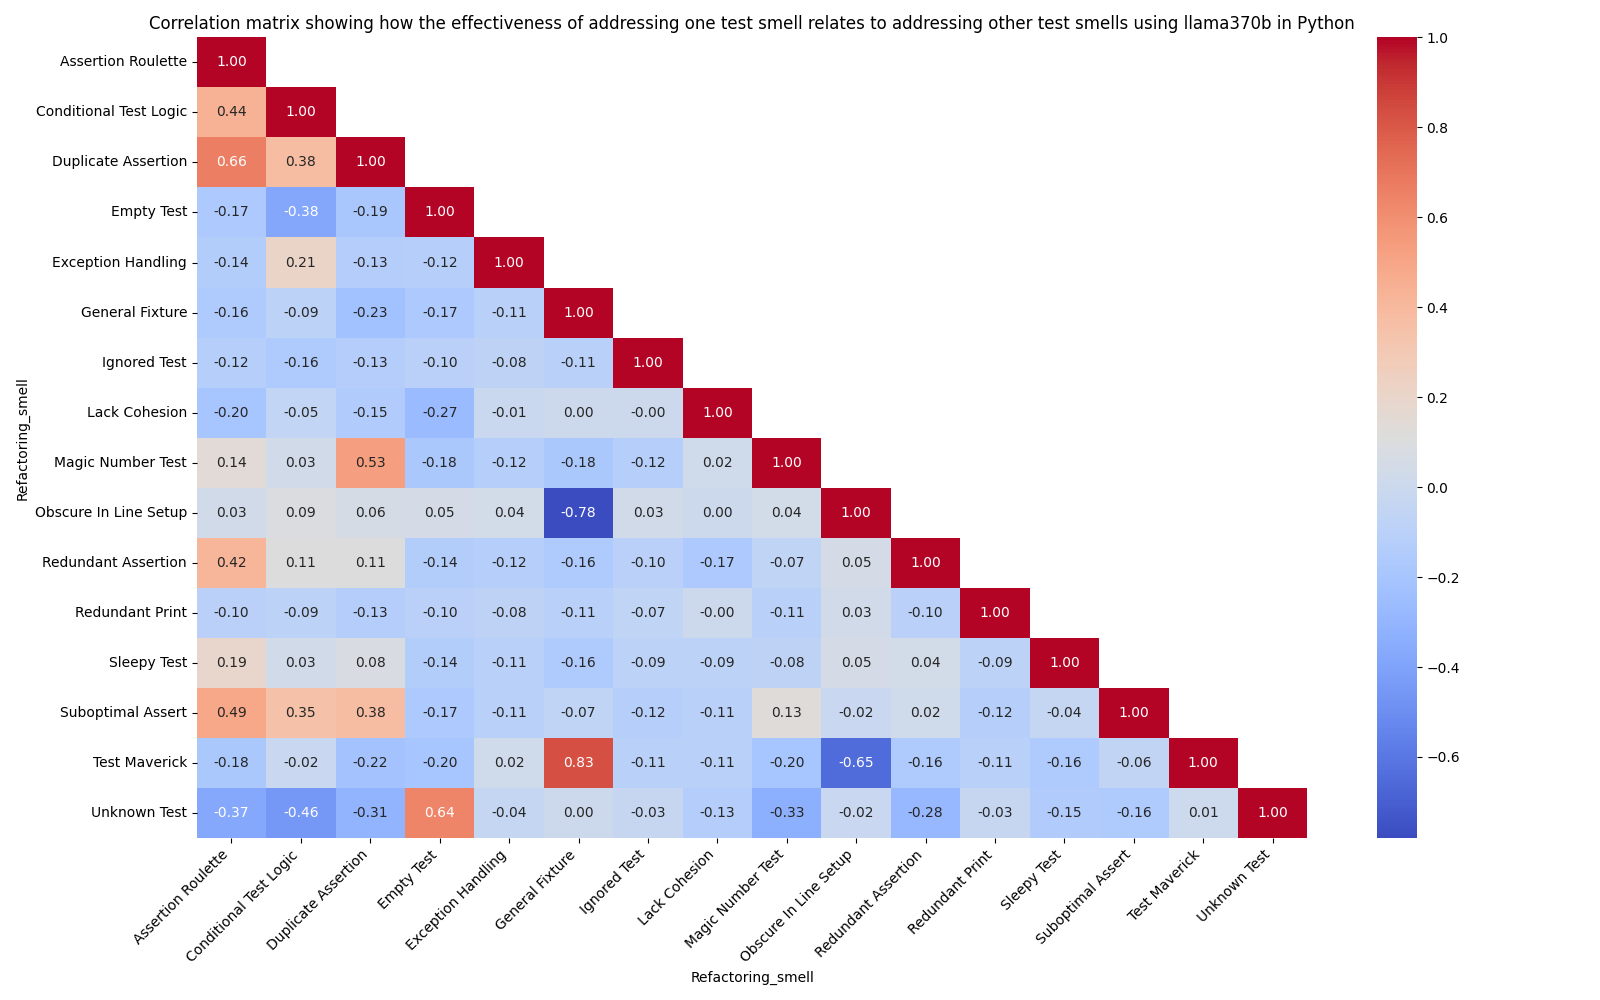 Correlation matrix showing how the effectiveness of addressing one test smell relates to addressing other test smells using llama370b in Python
Refactoring_smell
Assertion Roulette 1.00
Conditional Test Logic 0.44 1.00
Duplicate Assertion 0.66 0.38 1.00
Empty Test -0.17 -0.38 -0.19 1.00
Exception Handling -0.14 0.21 -0.13 -0.12 1.00
General Fixture -0.16 -0.09 -0.23 -0.17 -0.11 1.00
Ignored Test -0.12 -0.16 -0.13 -0.10 -0.08 -0.11 1.00
Lack Cohesion -0.20 -0.05 -0.15 -0.27 -0.01 0.00 -0.00 1.00
Magic Number Test 0.14 0.03 0.53 -0.18 -0.12 -0.18 -0.12 0.02 1.00
Obscure In Line Setup 0.03 0.09 0.06 0.05 0.04 -0.78 0.03 0.00 0.04 1.00
Redundant Assertion 0.42 0.11 0.11 -0.14 -0.12 -0.16 -0.10 -0.17 -0.07 0.05 1.00
Redundant Print -0.10 -0.09 -0.13 -0.10 -0.08 -0.11 -0.07 -0.00 -0.11 0.03 -0.10 1.00
Sleepy Test 0.19 0.03 0.08 -0.14 -0.11 -0.16 -0.09 -0.09 -0.08 0.05 0.04 -0.09 1.00
Suboptimal Assert 0.49 0.35 0.38 -0.17 -0.11 -0.07 -0.12 -0.11 0.13 -0.02 0.02 -0.12 -0.04 1.00
Test Maverick -0.18 -0.02 -0.22 -0.20 0.02 0.83 -0.11 -0.11 -0.20 -0.65 -0.16 -0.11 -0.16 -0.06 1.00
Unknown Test -0.37 -0.46 -0.31 0.64 -0.04 0.00 -0.03 -0.13 -0.33 -0.02 -0.28 -0.03 -0.15 -0.16 0.01 1.00
Assertion Roulette
Conditional Test Logic
Duplicate Assertion
Empty Test
Exception Handling
General Fixture
Ignored Test
Lack Cohesion
Magic Number Test
Obscure In Line Setup
Redundant Assertion
Redundant Print
Sleepy Test
Suboptimal Assert
Test Maverick
Unknown Test
Refactoring_smell
1.0
0.8
0.6
0.4
0.2
0.0
−0.2
−0.4
−0.6